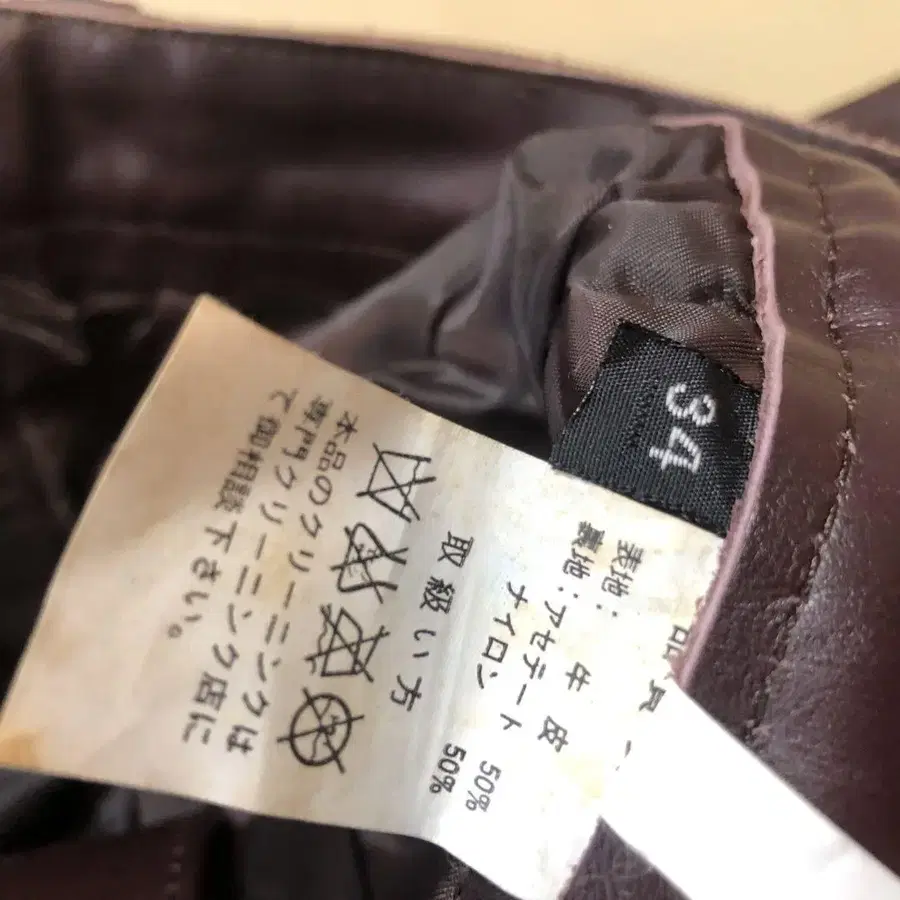 34
表地: 牛皮
裏地:アセテート 50%
ナイロン 50%
取扱い方
本品のクリーニングは
専門クリーニング店に
て御相談下さい。